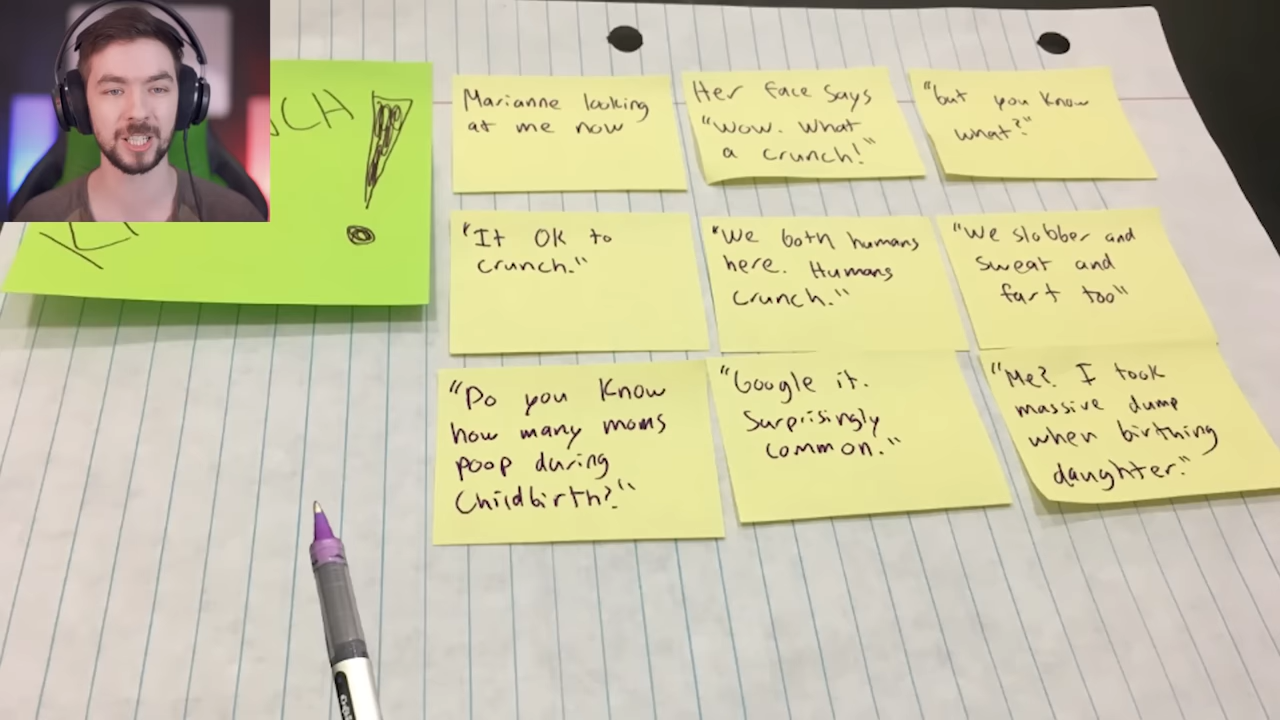 Marianne looking
at me now
Her face says
"Wow. What
a crunch!"
"but you know
what?"
"It OK to
crunch."
"We both humans
here. Humans
crunch."
"We slobber and
sweat and
fart too"
"Do you know
how many moms
poop during
childbirth?"
"Google it.
Surprisingly
common."
"Me? I took
massive dump
when birthing
daughter."